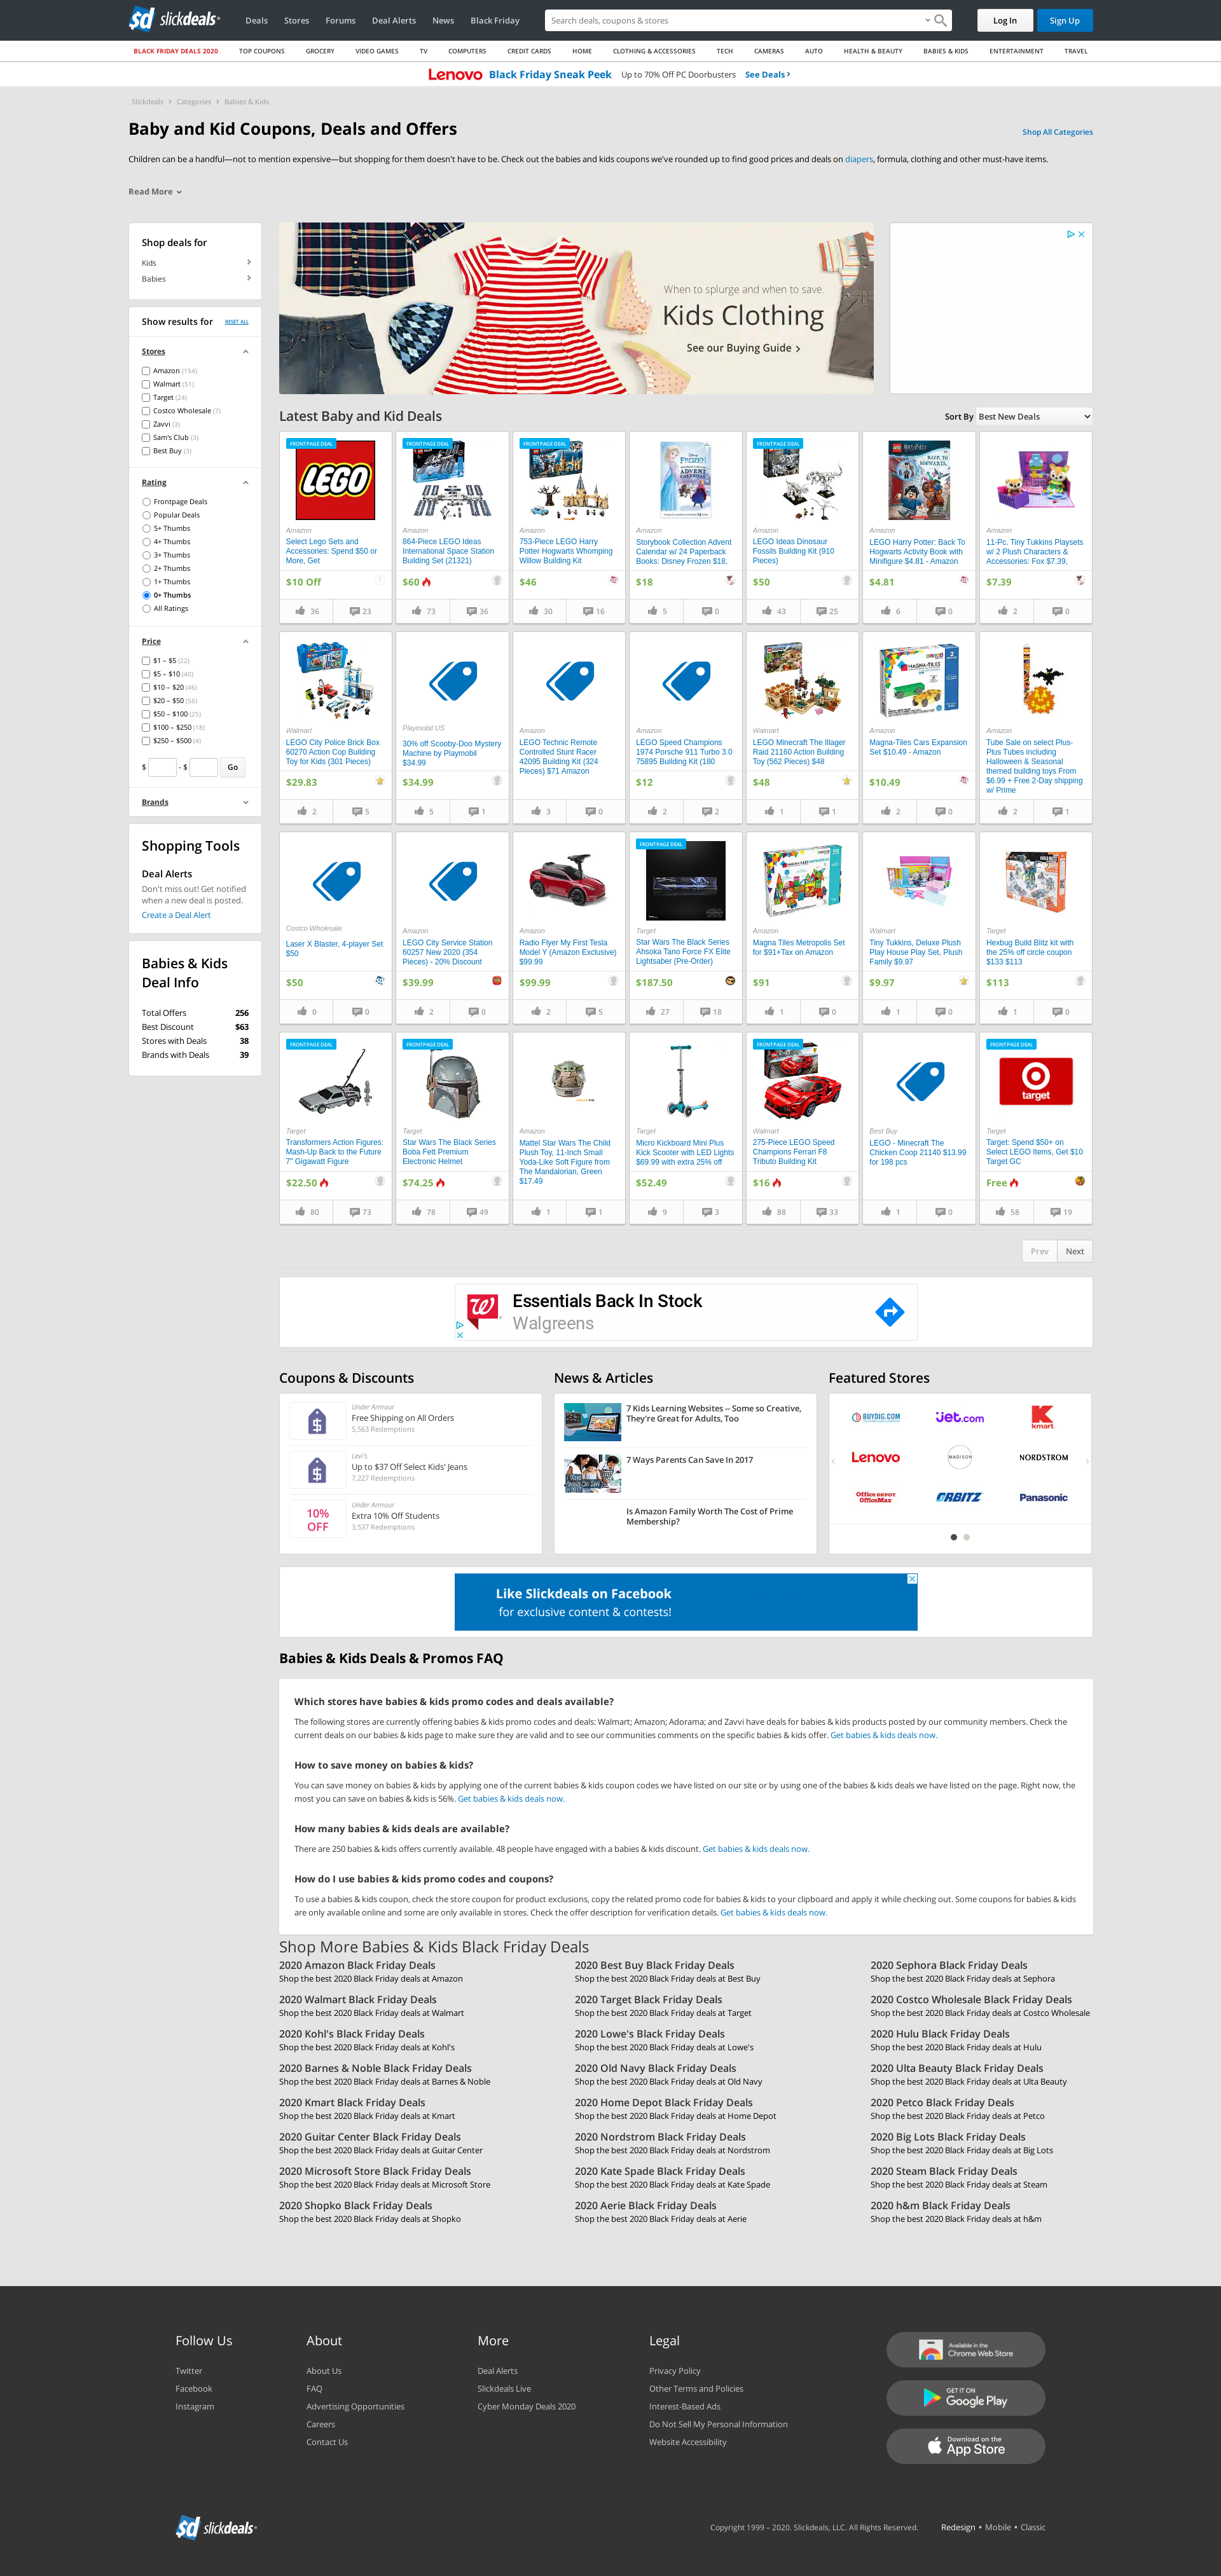 slickdeals
Deals
Stores
Forums
Deal Alerts
News
Black Friday
Search deals, coupons & stores
Log In
Sign Up
BLACK FRIDAY DEALS 2020
TOP COUPONS
GROCERY
VIDEO GAMES
TV
COMPUTERS
CREDIT CARDS
HOME
CLOTHING & ACCESSORIES
TECH
CAMERAS
AUTO
HEALTH & BEAUTY
BABIES & KIDS
ENTERTAINMENT
TRAVEL
Lenovo Black Friday Sneak Peek Up to 70% Off PC Doorbusters See Deals
Slickdeals > Categories > Babies & Kids
Baby and Kid Coupons, Deals and Offers
Shop All Categories
Children can be a handful—not to mention expensive—but shopping for them doesn't have to be. Check out the babies and kids coupons we've rounded up to find good prices and deals on diapers, formula, clothing and other must-have items.
Read More
Shop deals for
Kids
Babies
Show results for
RESET ALL
Stores
Amazon (154)
Walmart (51)
Target (24)
Costco Wholesale (7)
Zavvi (3)
Sam's Club (3)
Best Buy (3)
Rating
Frontpage Deals
Popular Deals
5+ Thumbs
4+ Thumbs
3+ Thumbs
2+ Thumbs
1+ Thumbs
0+ Thumbs
All Ratings
Price
$1 – $5 (22)
$5 – $10 (40)
$10 – $20 (46)
$20 – $50 (56)
$50 – $100 (25)
$100 – $250 (18)
$250 – $500 (4)
$ - $ Go
Brands
Shopping Tools
Deal Alerts
Don't miss out! Get notified
when a new deal is posted.
Create a Deal Alert
Babies & Kids
Deal Info
Total Offers 256
Best Discount $63
Stores with Deals 38
Brands with Deals 39
When to splurge and when to save.
Kids Clothing
See our Buying Guide
Latest Baby and Kid Deals
Sort By Best New Deals
FRONTPAGE DEAL
LEGO
Amazon
Select Lego Sets and
Accessories: Spend $50 or
More, Get
$10 Off
36
23
FRONTPAGE DEAL
Amazon
864-Piece LEGO Ideas
International Space Station
Building Set (21321)
$60
73
36
FRONTPAGE DEAL
Amazon
753-Piece LEGO Harry
Potter Hogwarts Whomping
Willow Building Kit
$46
30
16
FROZEN
ADVENT
CALENDAR
Amazon
Storybook Collection Advent
Calendar w/ 24 Paperback
Books: Disney Frozen $18,
$18
5
0
FRONTPAGE DEAL
Amazon
LEGO Ideas Dinosaur
Fossils Building Kit (910
Pieces)
$50
43
25
BACK TO
HOGWARTS
Amazon
LEGO Harry Potter: Back To
Hogwarts Activity Book with
Minifigure $4.81 - Amazon
$4.81
6
0
Amazon
11-Pc. Tiny Tukkins Playsets
w/ 2 Plush Characters &
Accessories: Fox $7.39,
$7.39
2
0
Walmart
LEGO City Police Brick Box
60270 Action Cop Building
Toy for Kids (301 Pieces)
$29.83
2
5
Playmobil US
30% off Scooby-Doo Mystery
Machine by Playmobil
$34.99
$34.99
5
1
Amazon
LEGO Technic Remote
Controlled Stunt Racer
42095 Building Kit (324
Pieces) $71 Amazon
3
0
Amazon
LEGO Speed Champions
1974 Porsche 911 Turbo 3.0
75895 Building Kit (180
$12
2
2
Walmart
LEGO Minecraft The Illager
Raid 21160 Action Building
Toy (562 Pieces) $48
$48
1
1
MAGNA-TILES
Amazon
Magna-Tiles Cars Expansion
Set $10.49 - Amazon
$10.49
2
0
Amazon
Tube Sale on select Plus-
Plus Tubes including
Halloween & Seasonal
themed building toys From
$6.99 + Free 2-Day shipping
w/ Prime
2
1
Costco Wholesale
Laser X Blaster, 4-player Set
$50
$50
0
0
Amazon
LEGO City Service Station
60257 New 2020 (354
Pieces) - 20% Discount
$39.99
2
0
Amazon
Radio Flyer My First Tesla
Model Y (Amazon Exclusive)
$99.99
$99.99
2
5
FRONTPAGE DEAL
Target
Star Wars The Black Series
Ahsoka Tano Force FX Elite
Lightsaber (Pre-Order)
$187.50
27
18
Amazon
Magna Tiles Metropolis Set
for $91+Tax on Amazon
$91
1
0
Walmart
Tiny Tukkins, Deluxe Plush
Play House Play Set, Plush
Family $9.97
$9.97
1
0
Target
Hexbug Build Blitz kit with
the 25% off circle coupon
$133 $113
$113
1
0
FRONTPAGE DEAL
Target
Transformers Action Figures:
Mash-Up Back to the Future
7" Gigawatt Figure
$22.50
80
73
FRONTPAGE DEAL
Target
Star Wars The Black Series
Boba Fett Premium
Electronic Helmet
$74.25
78
49
Amazon
Mattel Star Wars The Child
Plush Toy, 11-Inch Small
Yoda-Like Soft Figure from
The Mandalorian, Green
$17.49
1
1
Target
Micro Kickboard Mini Plus
Kick Scooter with LED Lights
$69.99 with extra 25% off
$52.49
9
3
FRONTPAGE DEAL
Walmart
275-Piece LEGO Speed
Champions Ferrari F8
Tributo Building Kit
$16
88
33
Best Buy
LEGO - Minecraft The
Chicken Coop 21140 $13.99
for 198 pcs
1
0
FRONTPAGE DEAL
target
Target
Target: Spend $50+ on
Select LEGO Items, Get $10
Target GC
Free
58
19
Prev
Next
Essentials Back In Stock
Walgreens
Coupons & Discounts
Under Armour
Free Shipping on All Orders
5,563 Redemptions
Levi's
Up to $37 Off Select Kids' Jeans
7,227 Redemptions
10%
OFF
Under Armour
Extra 10% Off Students
3,537 Redemptions
News & Articles
7 Kids Learning Websites -- Some so Creative,
They're Great for Adults, Too
7 Ways Parents Can Save In 2017
Is Amazon Family Worth The Cost of Prime
Membership?
Featured Stores
BUYDIG.COM
Jet.com
kmart
Lenovo
MADISON
NORDSTROM
Office DEPOT
OfficeMax
ORBITZ
Panasonic
Like Slickdeals on Facebook
for exclusive content & contests!
Babies & Kids Deals & Promos FAQ
Which stores have babies & kids promo codes and deals available?
The following stores are currently offering babies & kids promo codes and deals: Walmart; Amazon; Adorama; and Zavvi have deals for babies & kids products posted by our community members. Check the
current deals on our babies & kids page to make sure they are valid and to see our communities comments on the specific babies & kids offer. Get babies & kids deals now.
How to save money on babies & kids?
You can save money on babies & kids by applying one of the current babies & kids coupon codes we have listed on our site or by using one of the babies & kids deals we have listed on the page. Right now, the
most you can save on babies & kids is 56%. Get babies & kids deals now.
How many babies & kids deals are available?
There are 250 babies & kids offers currently available. 48 people have engaged with a babies & kids discount. Get babies & kids deals now.
How do I use babies & kids promo codes and coupons?
To use a babies & kids coupon, check the store coupon for product exclusions, copy the related promo code for babies & kids to your clipboard and apply it while checking out. Some coupons for babies & kids
are only available online and some are only available in stores. Check the offer description for verification details. Get babies & kids deals now.
Shop More Babies & Kids Black Friday Deals
2020 Amazon Black Friday Deals
Shop the best 2020 Black Friday deals at Amazon
2020 Best Buy Black Friday Deals
Shop the best 2020 Black Friday deals at Best Buy
2020 Sephora Black Friday Deals
Shop the best 2020 Black Friday deals at Sephora
2020 Walmart Black Friday Deals
Shop the best 2020 Black Friday deals at Walmart
2020 Target Black Friday Deals
Shop the best 2020 Black Friday deals at Target
2020 Costco Wholesale Black Friday Deals
Shop the best 2020 Black Friday deals at Costco Wholesale
2020 Kohl's Black Friday Deals
Shop the best 2020 Black Friday deals at Kohl's
2020 Lowe's Black Friday Deals
Shop the best 2020 Black Friday deals at Lowe's
2020 Hulu Black Friday Deals
Shop the best 2020 Black Friday deals at Hulu
2020 Barnes & Noble Black Friday Deals
Shop the best 2020 Black Friday deals at Barnes & Noble
2020 Old Navy Black Friday Deals
Shop the best 2020 Black Friday deals at Old Navy
2020 Ulta Beauty Black Friday Deals
Shop the best 2020 Black Friday deals at Ulta Beauty
2020 Kmart Black Friday Deals
Shop the best 2020 Black Friday deals at Kmart
2020 Home Depot Black Friday Deals
Shop the best 2020 Black Friday deals at Home Depot
2020 Petco Black Friday Deals
Shop the best 2020 Black Friday deals at Petco
2020 Guitar Center Black Friday Deals
Shop the best 2020 Black Friday deals at Guitar Center
2020 Nordstrom Black Friday Deals
Shop the best 2020 Black Friday deals at Nordstrom
2020 Big Lots Black Friday Deals
Shop the best 2020 Black Friday deals at Big Lots
2020 Microsoft Store Black Friday Deals
Shop the best 2020 Black Friday deals at Microsoft Store
2020 Kate Spade Black Friday Deals
Shop the best 2020 Black Friday deals at Kate Spade
2020 Steam Black Friday Deals
Shop the best 2020 Black Friday deals at Steam
2020 Shopko Black Friday Deals
Shop the best 2020 Black Friday deals at Shopko
2020 Aerie Black Friday Deals
Shop the best 2020 Black Friday deals at Aerie
2020 h&m Black Friday Deals
Shop the best 2020 Black Friday deals at h&m
Follow Us
Twitter
Facebook
Instagram
About
About Us
FAQ
Advertising Opportunities
Careers
Contact Us
More
Deal Alerts
Slickdeals Live
Cyber Monday Deals 2020
Legal
Privacy Policy
Other Terms and Policies
Interest-Based Ads
Do Not Sell My Personal Information
Website Accessibility
Available in the
Chrome Web Store
GET IT ON
Google Play
Download on the
App Store
slickdeals
Copyright 1999 – 2020. Slickdeals, LLC. All Rights Reserved.
Redesign • Mobile • Classic